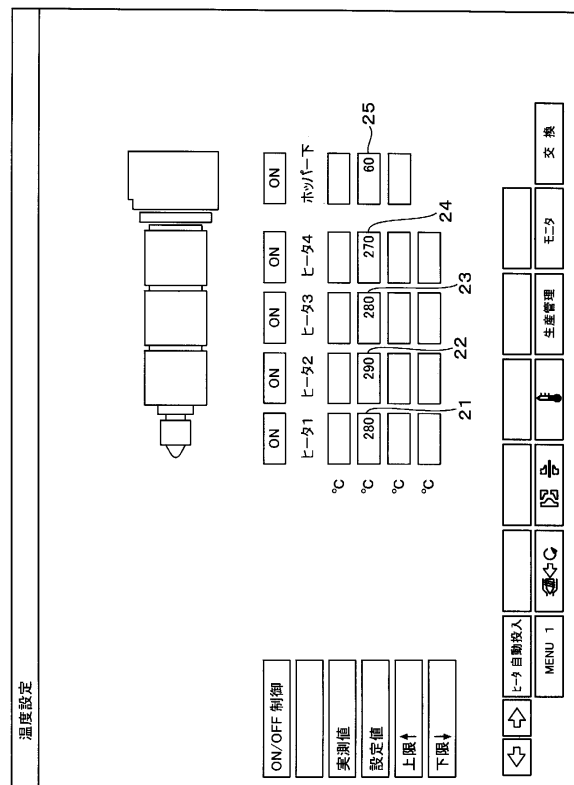 温度設定
ON/OFF 制御
ON
ON
ON
ON
ON
ヒータ1
ヒータ2
ヒータ3
ヒータ4
ホッパー下
実測値
℃
設定値
℃
280
290
280
270
60
上限↑
℃
下限↓
℃
21
22
23
24
25
ヒータ 自動投入
MENU 1
生産管理
モニタ
交 換